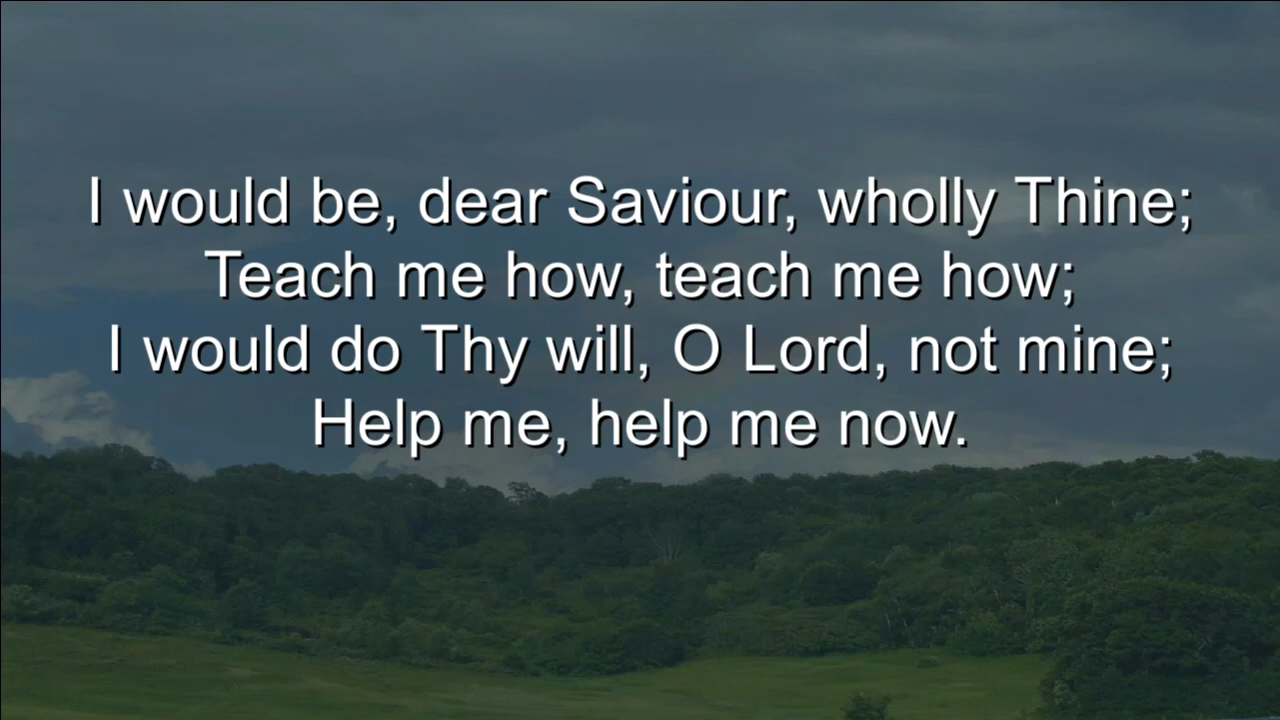 I would be, dear Saviour, wholly Thine;
Teach me how, teach me how;
I would do Thy will, O Lord, not mine;
Help me, help me now.